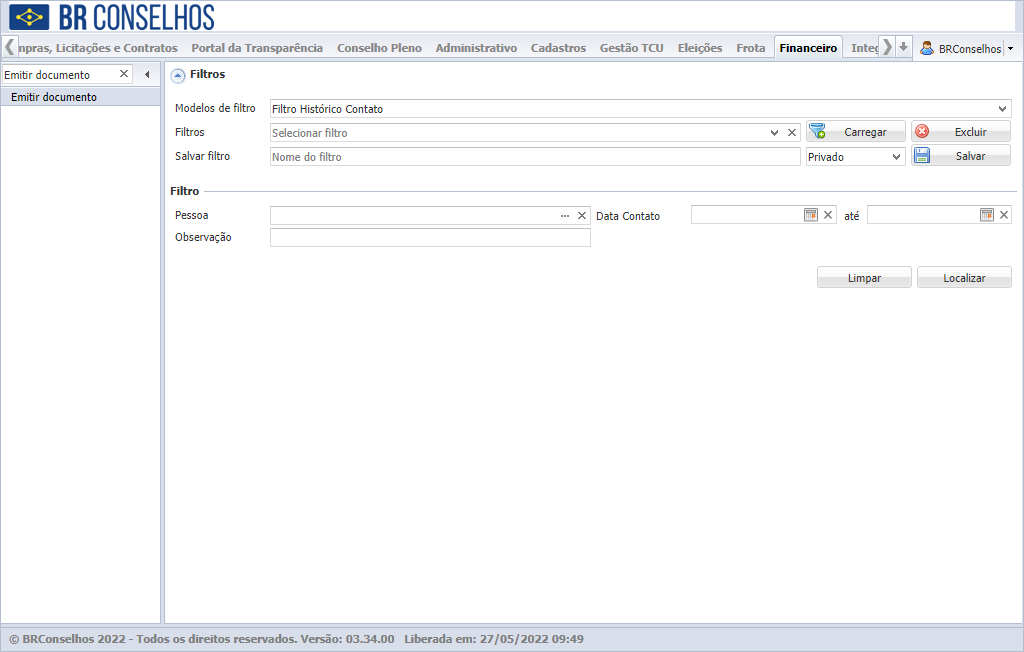 BR CONSELHOS
npras, Licitações e Contratos Portal da Transparência Conselho Pleno Administrativo Cadastros Gestão TCU Eleições Frota Financeiro Integ BRConselhos
Emitir documento
Emitir documento
Filtros
Modelos de filtro Filtro Histórico Contato
Filtros Selecionar filtro Carregar Excluir
Salvar filtro Nome do filtro Privado Salvar
Filtro
Pessoa ... Data Contato até
Observação
Limpar Localizar
© BRConselhos 2022 - Todos os direitos reservados. Versão: 03.34.00 Liberada em: 27/05/2022 09:49